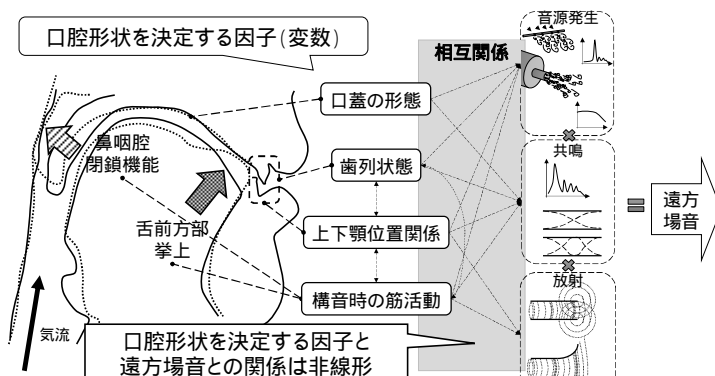 口腔形状を決定する因子(変数)
相互関係
音源発生
口蓋の形態
鼻咽腔
閉鎖機能
歯列状態
共鳴
舌前方部
挙上
上下顎位置関係
遠方
場音
構音時の筋活動
放射
気流
口腔形状を決定する因子と
遠方場音との関係は非線形